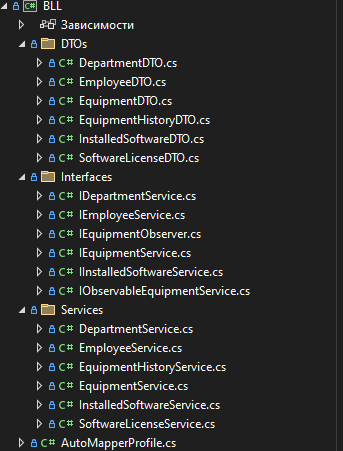 C# BLL
Зависимости
DTOs
C# DepartmentDTO.cs
C# EmployeeDTO.cs
C# EquipmentDTO.cs
C# EquipmentHistoryDTO.cs
C# InstalledSoftwareDTO.cs
C# SoftwareLicenseDTO.cs
Interfaces
C# IDepartmentService.cs
C# IEmployeeService.cs
C# IEquipmentObserver.cs
C# IEquipmentService.cs
C# IInstalledSoftwareService.cs
C# IObservableEquipmentService.cs
Services
C# DepartmentService.cs
C# EmployeeService.cs
C# EquipmentHistoryService.cs
C# EquipmentService.cs
C# InstalledSoftwareService.cs
C# SoftwareLicenseService.cs
C# AutoMapperProfile.cs